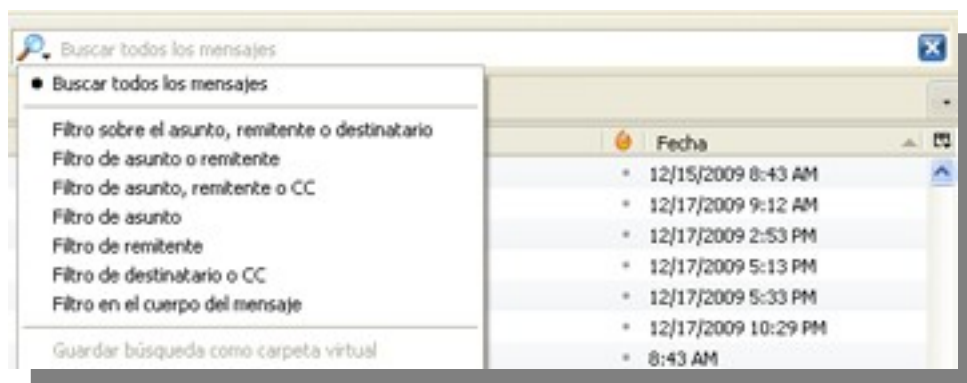 Buscar todos los mensajes
Buscar todos los mensajes
Filtro sobre el asunto, remitente o destinatario
Filtro de asunto o remitente
Filtro de asunto, remitente o CC
Filtro de asunto
Filtro de remitente
Filtro de destinatario o CC
Filtro en el cuerpo del mensaje
Guardar búsqueda como carpeta virtual
Fecha
12/15/2009 8:43 AM
12/17/2009 9:12 AM
12/17/2009 2:53 PM
12/17/2009 5:13 PM
12/17/2009 5:33 PM
12/17/2009 10:29 PM
8:43 AM